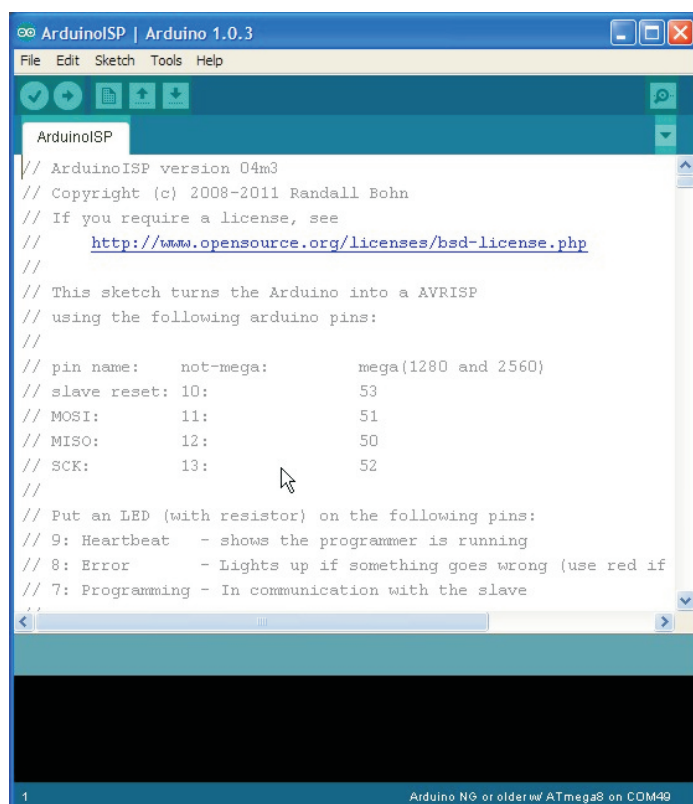 ArduinoISP | Arduino 1.0.3
File Edit Sketch Tools Help
ArduinoISP
// ArduinoISP version 04m3
// Copyright (c) 2008-2011 Randall Bohn
// If you require a license, see
//     http://www.opensource.org/licenses/bsd-license.php
//
// This sketch turns the Arduino into a AVRISP
// using the following arduino pins:
//
// pin name:    not-mega:         mega(1280 and 2560)
// slave reset: 10:               53
// MOSI:        11:               51
// MISO:        12:               50
// SCK:         13:               52
//
// Put an LED (with resistor) on the following pins:
// 9: Heartbeat   - shows the programmer is running
// 8: Error       - Lights up if something goes wrong (use red if
// 7: Programming - In communication with the slave
//
1
Arduino NG or older w/ ATmega8 on COM49